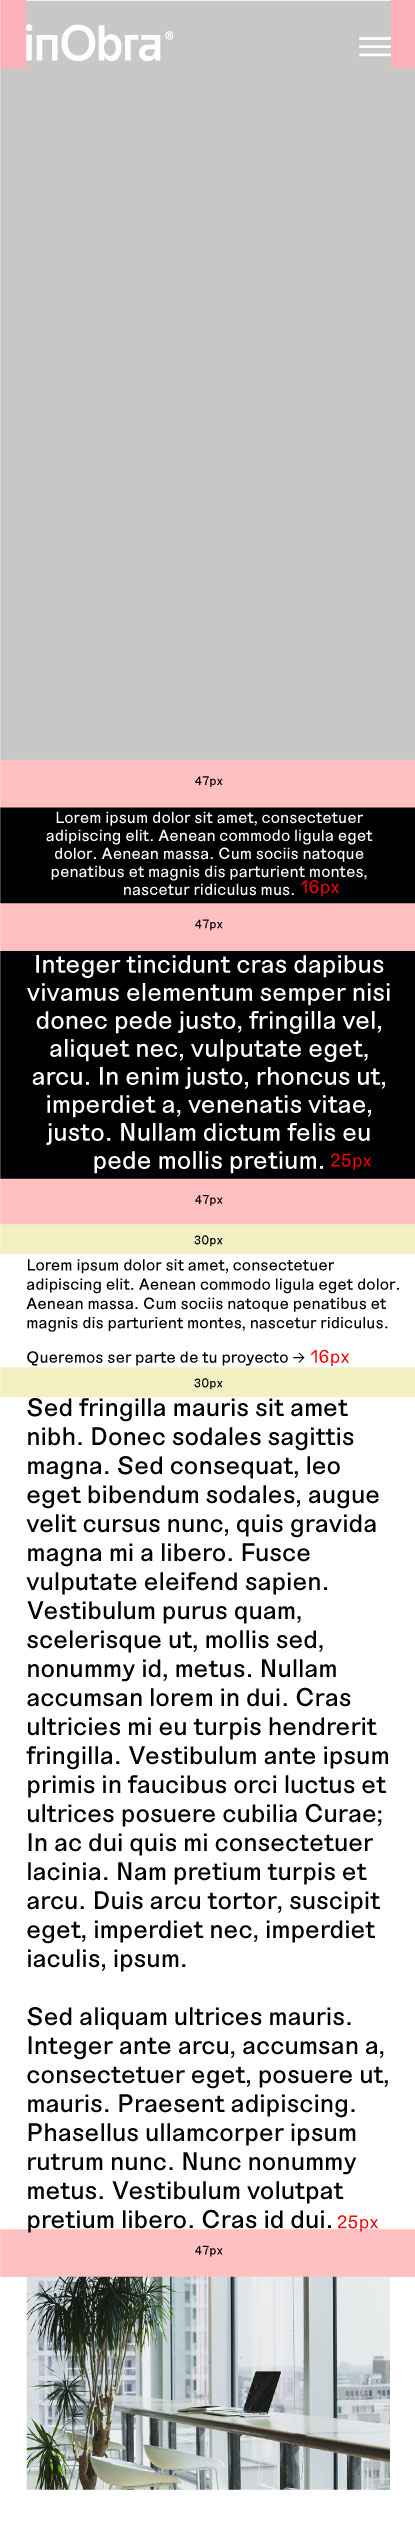 inObra®
47px
Lorem ipsum dolor sit amet, consectetuer
adipiscing elit. Aenean commodo ligula eget
dolor. Aenean massa. Cum sociis natoque
penatibus et magnis dis parturient montes,
nascetur ridiculus mus. 16px
47px
Integer tincidunt cras dapibus
vivamus elementum semper nisi
donec pede justo, fringilla vel,
aliquet nec, vulputate eget,
arcu. In enim justo, rhoncus ut,
imperdiet a, venenatis vitae,
justo. Nullam dictum felis eu
pede mollis pretium. 25px
47px
30px
Lorem ipsum dolor sit amet, consectetuer
adipiscing elit. Aenean commodo ligula eget dolor.
Aenean massa. Cum sociis natoque penatibus et
magnis dis parturient montes, nascetur ridiculus.
Queremos ser parte de tu proyecto → 16px
30px
Sed fringilla mauris sit amet
nibh. Donec sodales sagittis
magna. Sed consequat, leo
eget bibendum sodales, augue
velit cursus nunc, quis gravida
magna mi a libero. Fusce
vulputate eleifend sapien.
Vestibulum purus quam,
scelerisque ut, mollis sed,
nonummy id, metus. Nullam
accumsan lorem in dui. Cras
ultricies mi eu turpis hendrerit
fringilla. Vestibulum ante ipsum
primis in faucibus orci luctus et
ultrices posuere cubilia Curae;
In ac dui quis mi consectetuer
lacinia. Nam pretium turpis et
arcu. Duis arcu tortor, suscipit
eget, imperdiet nec, imperdiet
iaculis, ipsum.
Sed aliquam ultrices mauris.
Integer ante arcu, accumsan a,
consectetuer eget, posuere ut,
mauris. Praesent adipiscing.
Phasellus ullamcorper ipsum
rutrum nunc. Nunc nonummy
metus. Vestibulum volutpat
pretium libero. Cras id dui. 25px
47px